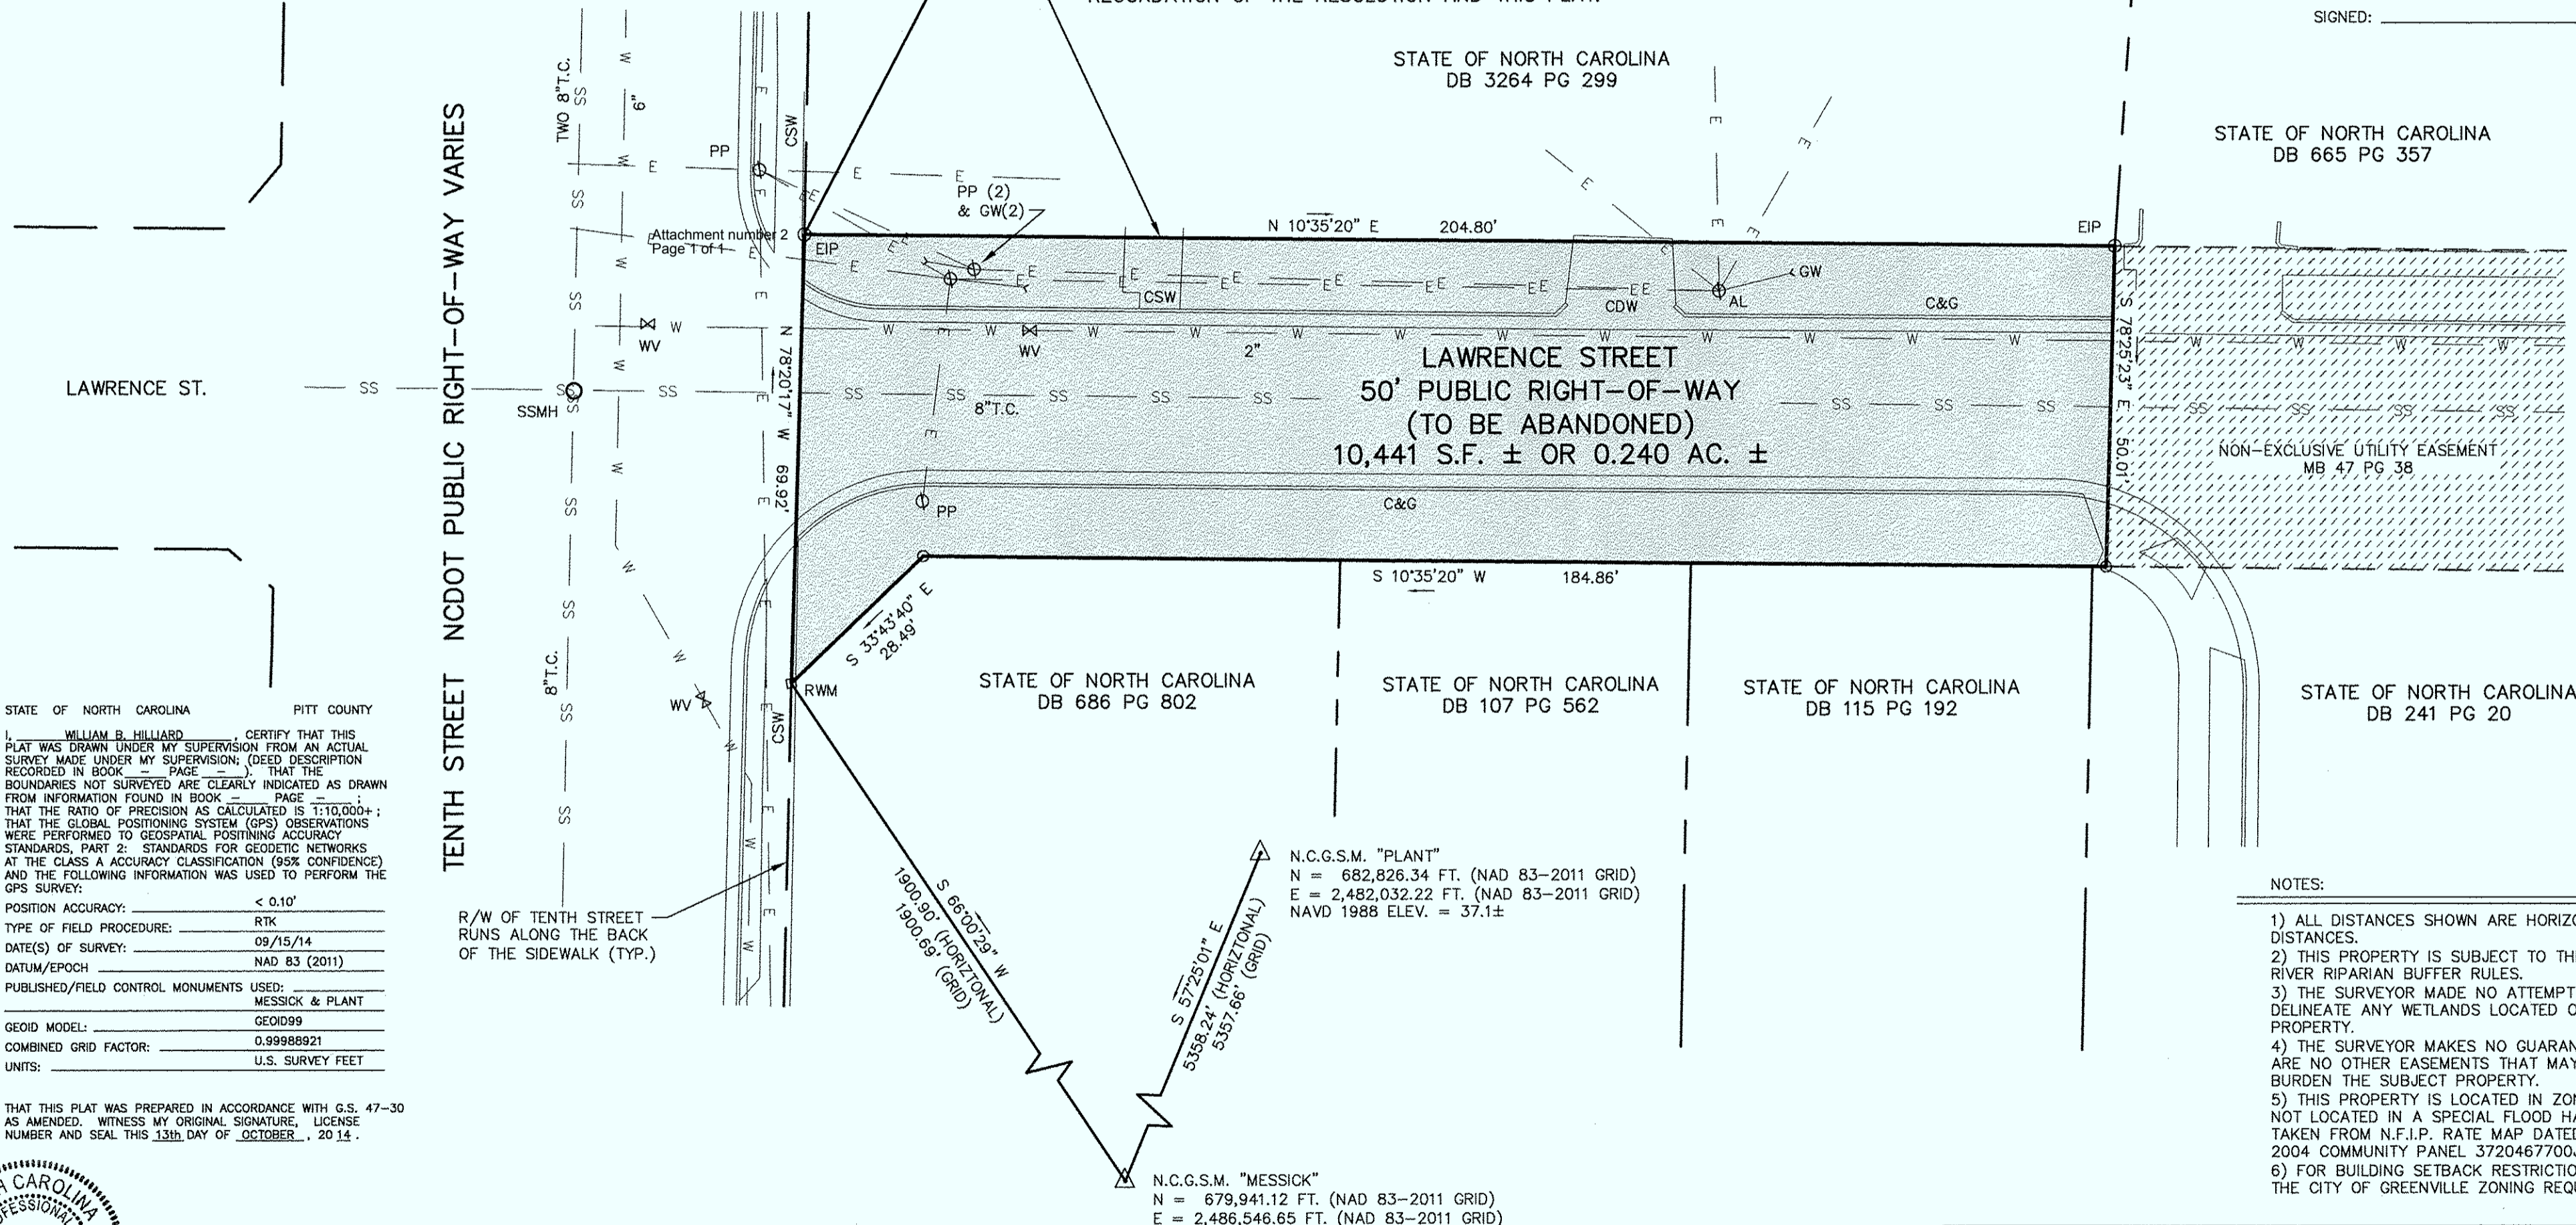 SIGNED:
STATE OF NORTH CAROLINA
DB 3264 PG 299
STATE OF NORTH CAROLINA
DB 665 PG 357
TWO 8"T.C.
SS
W
6"
E
CSW
PP
PP (2)
& GW(2)
Attachment number 2
Page 1 of 1
EIP
N 10°35'20" E 204.80'
EIP
GW
AL
CSW
CDW
C&G
WV
WV
2"
TENTH STREET NCDOT PUBLIC RIGHT-OF-WAY VARIES
LAWRENCE ST.
SSMH
N 78°20'17" W 69.92'
8"T.C.
LAWRENCE STREET
50' PUBLIC RIGHT-OF-WAY
(TO BE ABANDONED)
10,441 S.F. ± OR 0.240 AC. ±
S 78°25'23" E 50.01'
NON-EXCLUSIVE UTILITY EASEMENT
MB 47 PG 38
PP
C&G
S 10°35'20" W 184.86'
S 33°43'40" E
28.49'
RWM
8"T.C.
WV
CSW
STATE OF NORTH CAROLINA
DB 686 PG 802
STATE OF NORTH CAROLINA
DB 107 PG 562
STATE OF NORTH CAROLINA
DB 115 PG 192
STATE OF NORTH CAROLINA
DB 241 PG 20
STATE OF NORTH CAROLINA PITT COUNTY
I, WILLIAM B. HILLIARD , CERTIFY THAT THIS
PLAT WAS DRAWN UNDER MY SUPERVISION FROM AN ACTUAL
SURVEY MADE UNDER MY SUPERVISION; (DEED DESCRIPTION
RECORDED IN BOOK - PAGE - ). THAT THE
BOUNDARIES NOT SURVEYED ARE CLEARLY INDICATED AS DRAWN
FROM INFORMATION FOUND IN BOOK - PAGE - ;
THAT THE RATIO OF PRECISION AS CALCULATED IS 1:10,000+ ;
THAT THE GLOBAL POSITIONING SYSTEM (GPS) OBSERVATIONS
WERE PERFORMED TO GEOSPATIAL POSITINING ACCURACY
STANDARDS, PART 2: STANDARDS FOR GEODETIC NETWORKS
AT THE CLASS A ACCURACY CLASSIFICATION (95% CONFIDENCE)
AND THE FOLLOWING INFORMATION WAS USED TO PERFORM THE
GPS SURVEY:
POSITION ACCURACY: < 0.10'
TYPE OF FIELD PROCEDURE: RTK
DATE(S) OF SURVEY: 09/15/14
DATUM/EPOCH NAD 83 (2011)
PUBLISHED/FIELD CONTROL MONUMENTS USED:
MESSICK & PLANT
GEOID MODEL: GEOID99
COMBINED GRID FACTOR: 0.99988921
UNITS: U.S. SURVEY FEET
THAT THIS PLAT WAS PREPARED IN ACCORDANCE WITH G.S. 47-30
AS AMENDED. WITNESS MY ORIGINAL SIGNATURE, LICENSE
NUMBER AND SEAL THIS 13th DAY OF OCTOBER , 20 14 .
CAROLINA
R/W OF TENTH STREET
RUNS ALONG THE BACK
OF THE SIDEWALK (TYP.)
S 66°00'29" W
1900.90' (HORIZTONAL)
1900.69' (GRID)
S 57°25'01" E
5358.24' (HORIZTONAL)
5357.66' (GRID)
N.C.G.S.M. "PLANT"
N = 682,826.34 FT. (NAD 83-2011 GRID)
E = 2,482,032.22 FT. (NAD 83-2011 GRID)
NAVD 1988 ELEV. = 37.1±
N.C.G.S.M. "MESSICK"
N = 679,941.12 FT. (NAD 83-2011 GRID)
E = 2,486,546.65 FT. (NAD 83-2011 GRID)
NOTES:
1) ALL DISTANCES SHOWN ARE HORIZO
DISTANCES.
2) THIS PROPERTY IS SUBJECT TO TH
RIVER RIPARIAN BUFFER RULES.
3) THE SURVEYOR MADE NO ATTEMPT
DELINEATE ANY WETLANDS LOCATED O
PROPERTY.
4) THE SURVEYOR MAKES NO GUARAN
ARE NO OTHER EASEMENTS THAT MAY
BURDEN THE SUBJECT PROPERTY.
5) THIS PROPERTY IS LOCATED IN ZON
NOT LOCATED IN A SPECIAL FLOOD HA
TAKEN FROM N.F.I.P. RATE MAP DATED
2004 COMMUNITY PANEL 3720467700J
6) FOR BUILDING SETBACK RESTRICTIO
THE CITY OF GREENVILLE ZONING REQU